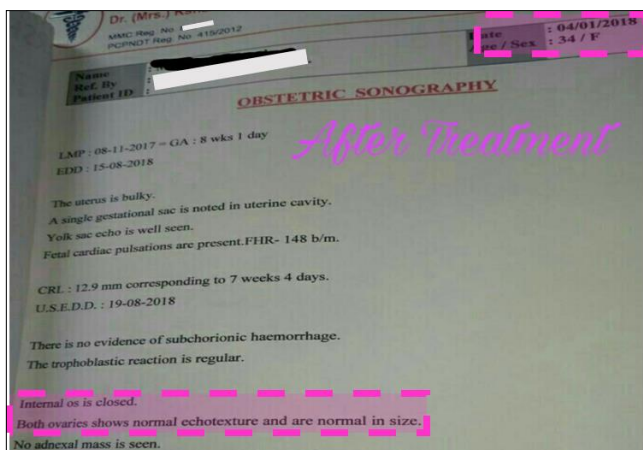 Dr. (Mrs.)
MMC Reg. No
PCPNDT Reg. No 415/2012
Date : 04/01/2018
Age / Sex : 34 / F
Name :
Ref. By :
Patient ID :
OBSTETRIC SONOGRAPHY
After Treatment
LMP : 08-11-2017 = GA : 8 wks 1 day
EDD : 15-08-2018
The uterus is bulky.
A single gestational sac is noted in uterine cavity.
Yolk sac echo is well seen.
Fetal cardiac pulsations are present.FHR- 148 b/m.
CRL : 12.9 mm corresponding to 7 weeks 4 days.
U.S.E.D.D. : 19-08-2018
There is no evidence of subchorionic haemorrhage.
The trophoblastic reaction is regular.
Internal os is closed.
Both ovaries shows normal echotexture and are normal in size.
No adnexal mass is seen.